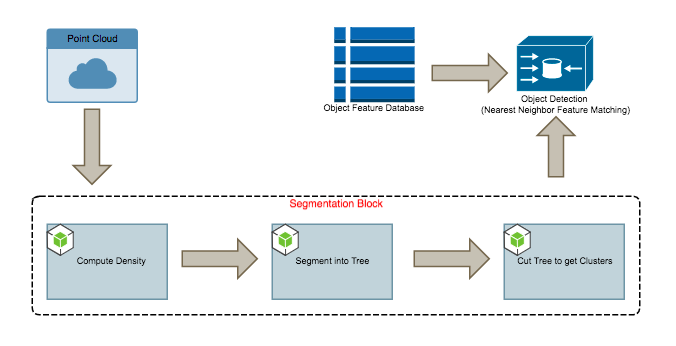 Point Cloud
Object Feature Database
Object Detection
(Nearest Neighbor Feature Matching)
Segmentation Block
Compute Density
Segment into Tree
Cut Tree to get Clusters